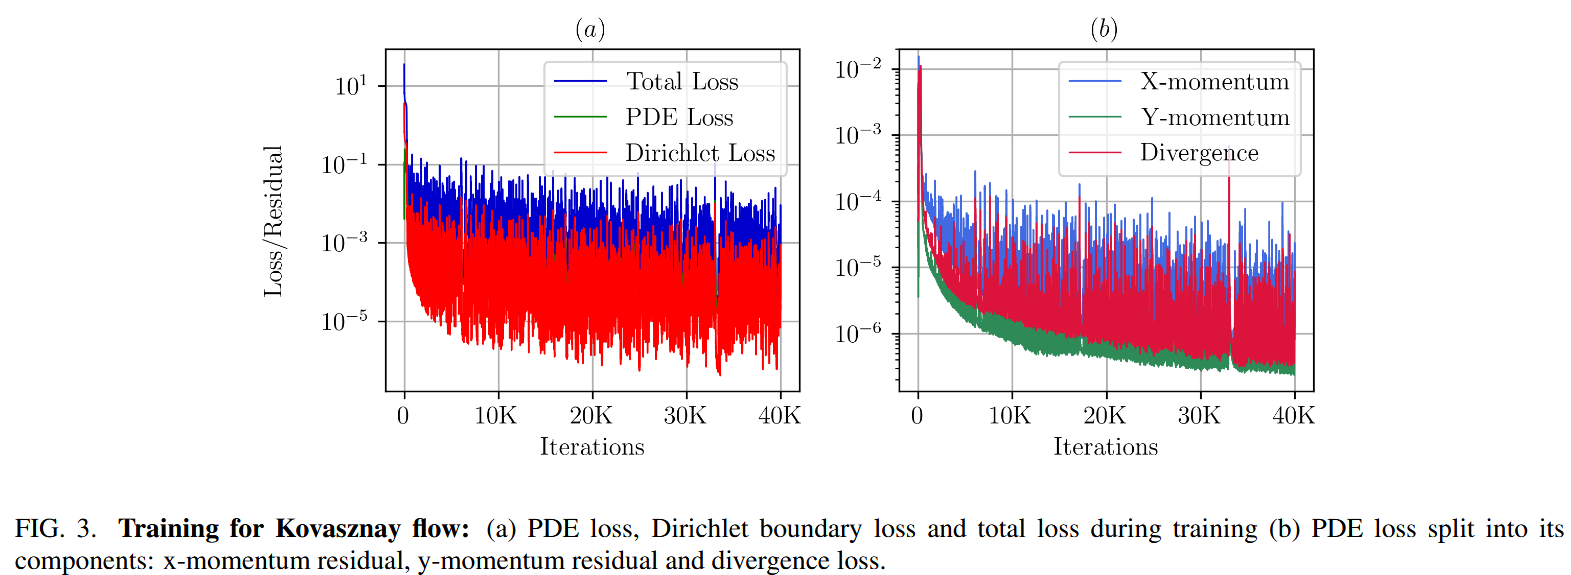 (a)
Loss/Residual
10^1
10^−1
10^−3
10^−5
Total Loss
PDE Loss
Dirichlet Loss
0 10K 20K 30K 40K
Iterations
(b)
10^−2
10^−3
10^−4
10^−5
10^−6
X-momentum
Y-momentum
Divergence
0 10K 20K 30K 40K
Iterations
FIG. 3. Training for Kovasznay flow: (a) PDE loss, Dirichlet boundary loss and total loss during training (b) PDE loss split into its
components: x-momentum residual, y-momentum residual and divergence loss.